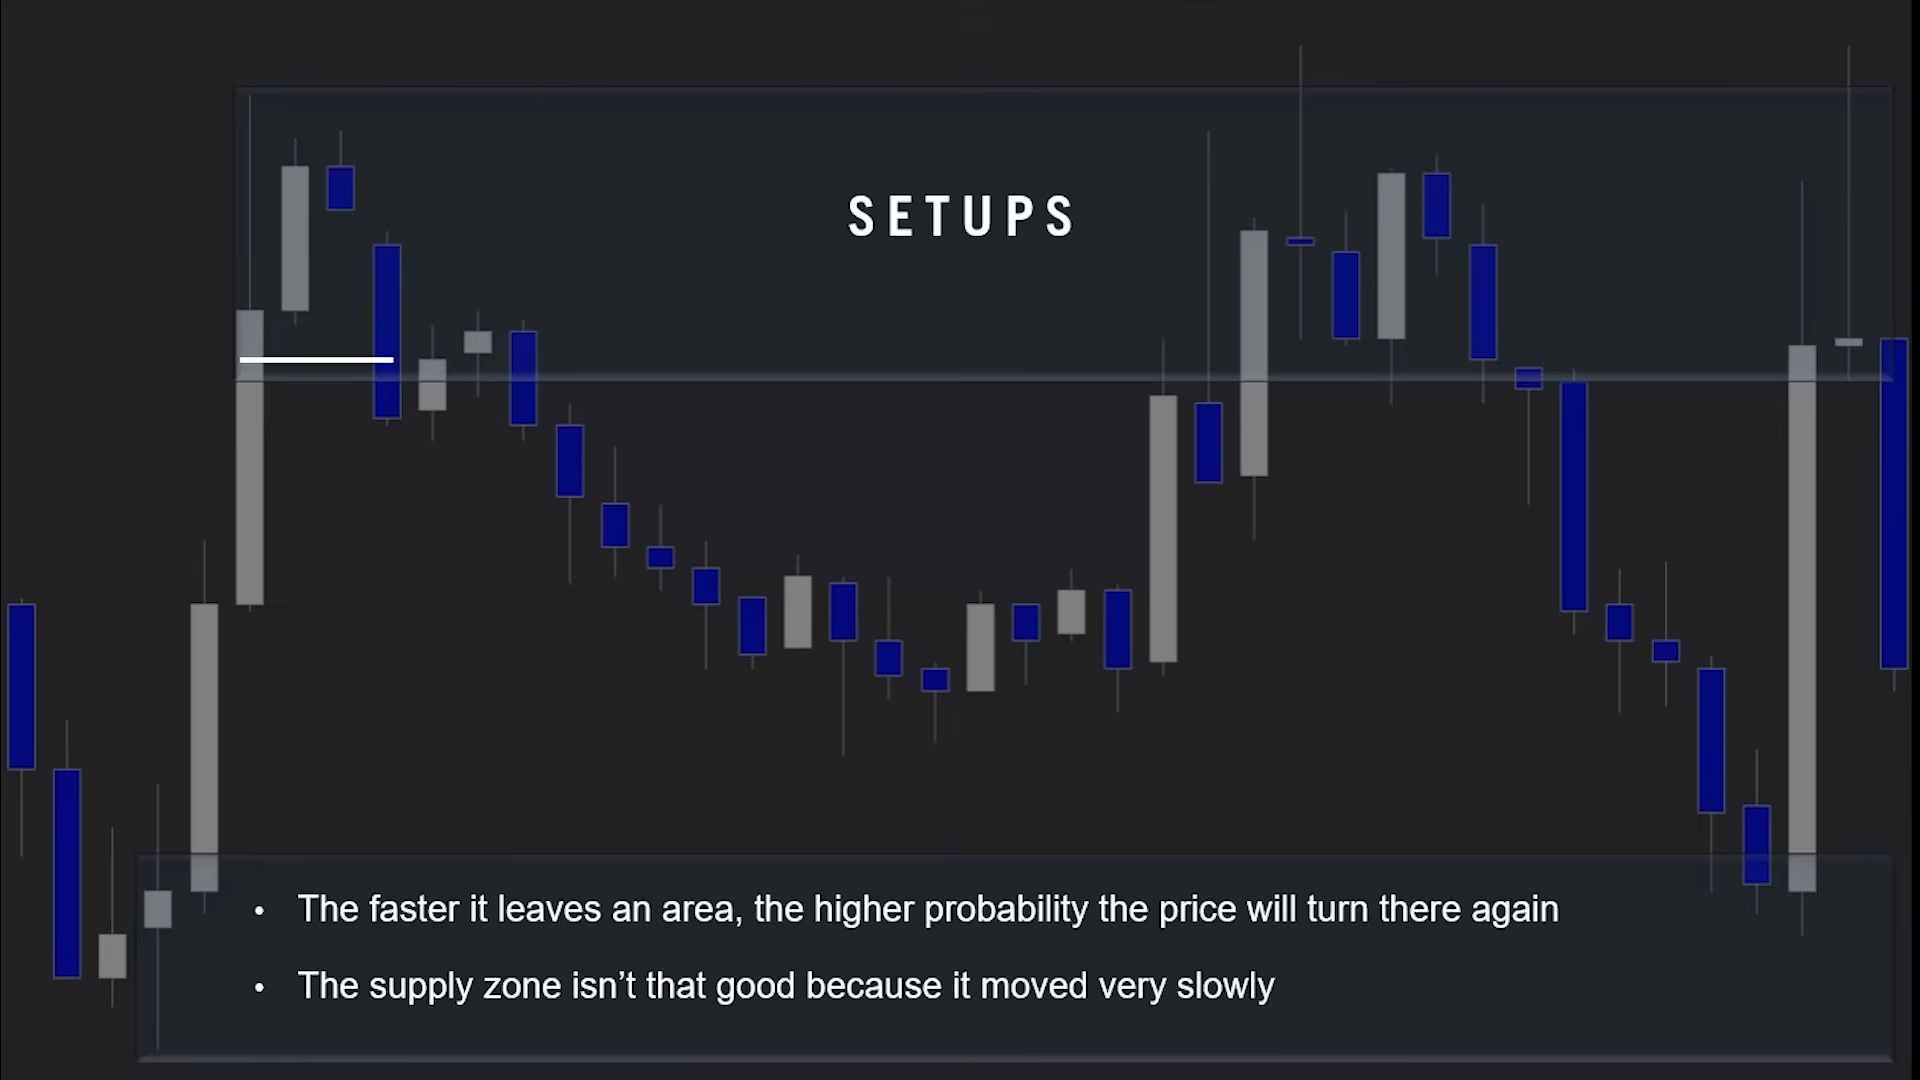 SETUPS
• The faster it leaves an area, the higher probability the price will turn there again
• The supply zone isn’t that good because it moved very slowly